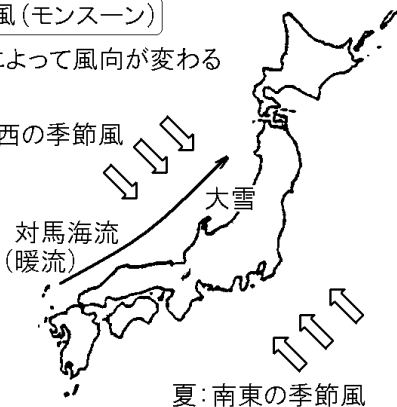 風(モンスーン)
によって風向が変わる
西の季節風
大雪
対馬海流
(暖流)
夏:南東の季節風